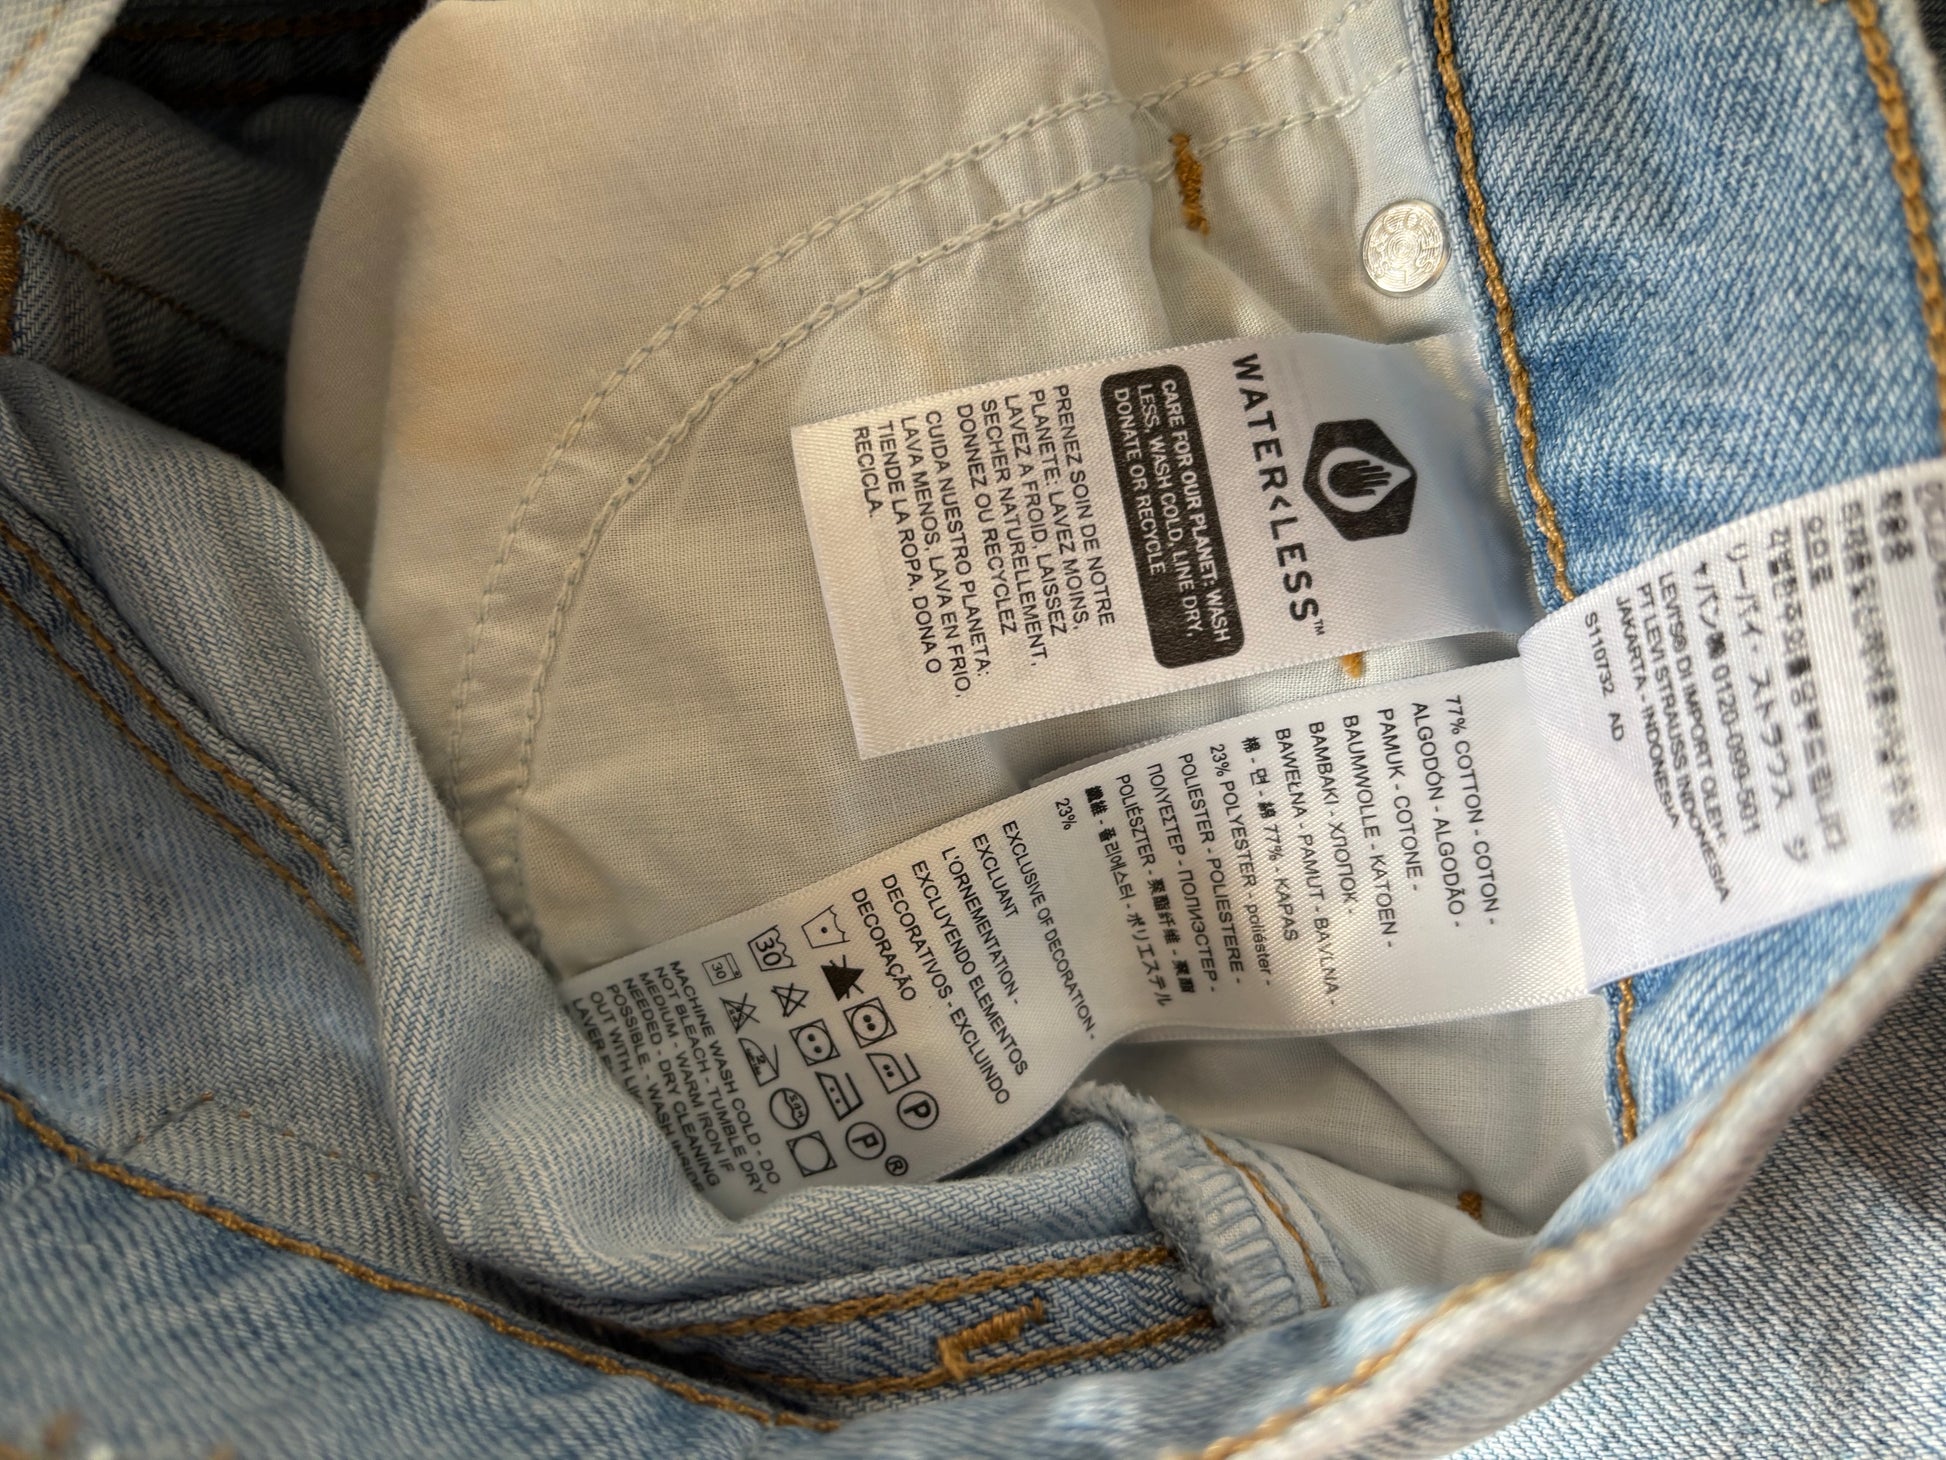 WATER<LESS™
CARE FOR OUR PLANET: WASH
LESS, WASH COLD, LINE DRY,
DONATE OR RECYCLE
PRENEZ SOIN DE NOTRE
PLANETE: LAVEZ MOINS,
LAVEZ A FROID, LAISSEZ
SECHER NATURELLEMENT,
DONNEZ OU RECYCLEZ
CUIDA NUESTRO PLANETA:
LAVA MENOS, LAVA EN FRIO,
TIENDE LA ROPA, DONA O
RECICLA.
リーバイ・ストラウス ジ
ャパン㈱ 0120-099-501
LEVI'S® DI IMPORT OLEH:
PT LEVI STRAUSS INDONESIA
JAKARTA - INDONESIA
S110732 AD
77% COTTON - COTON -
ALGODÓN - ALGODÃO -
PAMUK - COTONE -
BAUMWOLLE - KATOEN -
BAMBAKI - ХЛОПОК -
BAWEŁNA - PAMUT - BAVLNA -
棉 - 면 - 綿 77% - KAPAS
23% POLYESTER - poliéster -
POLIESTER - POLIESTERE -
ΠΟΛΥΕΣΤΕΡ - ПОЛИЭСТЕР -
POLIÉSZTER - 聚酯纤维 - 聚酯
纖維 - 폴리에스터 - ポリエステル
23%
EXCLUSIVE OF DECORATION -
EXCLUANT
L'ORNEMENTATION -
EXCLUYENDO ELEMENTOS
DECORATIVOS - EXCLUINDO
DECORAÇÃO
P
30
P
®
30
2
MACHINE WASH COLD - DO
NOT BLEACH - TUMBLE DRY
MEDIUM - WARM IRON IF
NEEDED - DRY CLEANING
POSSIBLE - WASH INSIDE
OUT WITH LIK